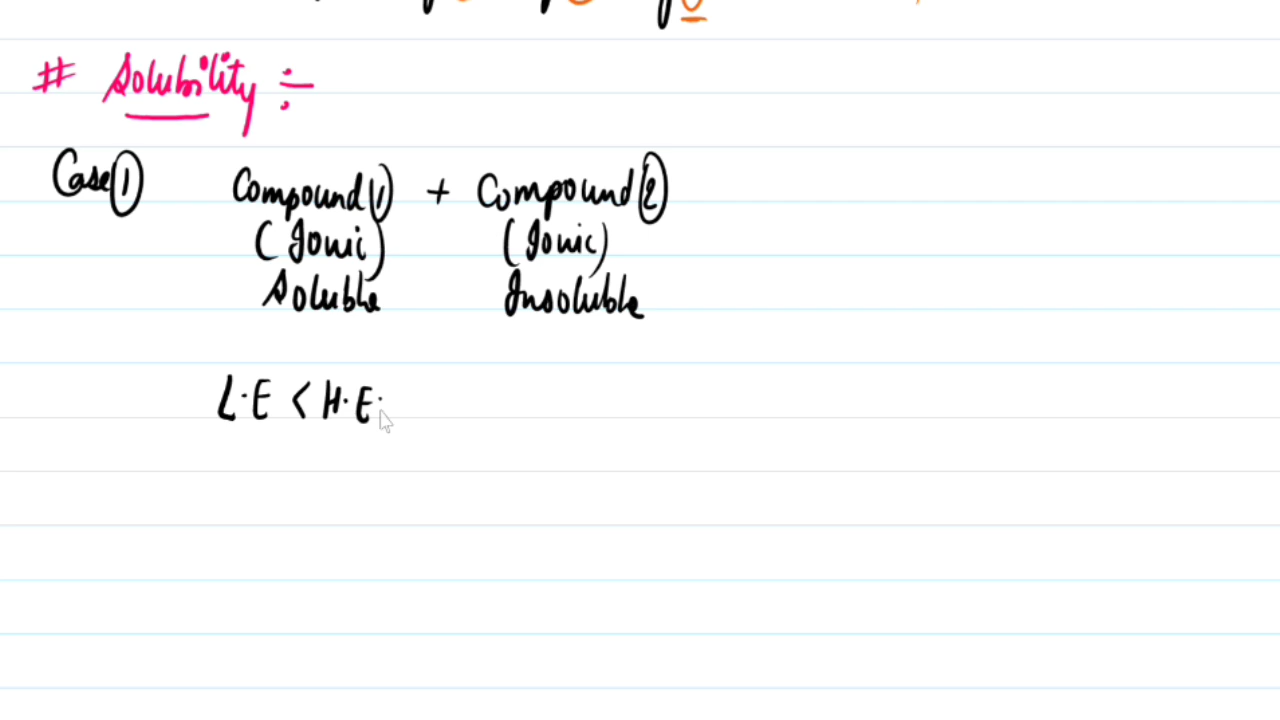 # Solubility :-
Case ① Compound ① + Compound ②
(Ionic) (Ionic)
Soluble Insoluble
L.E < H.E.